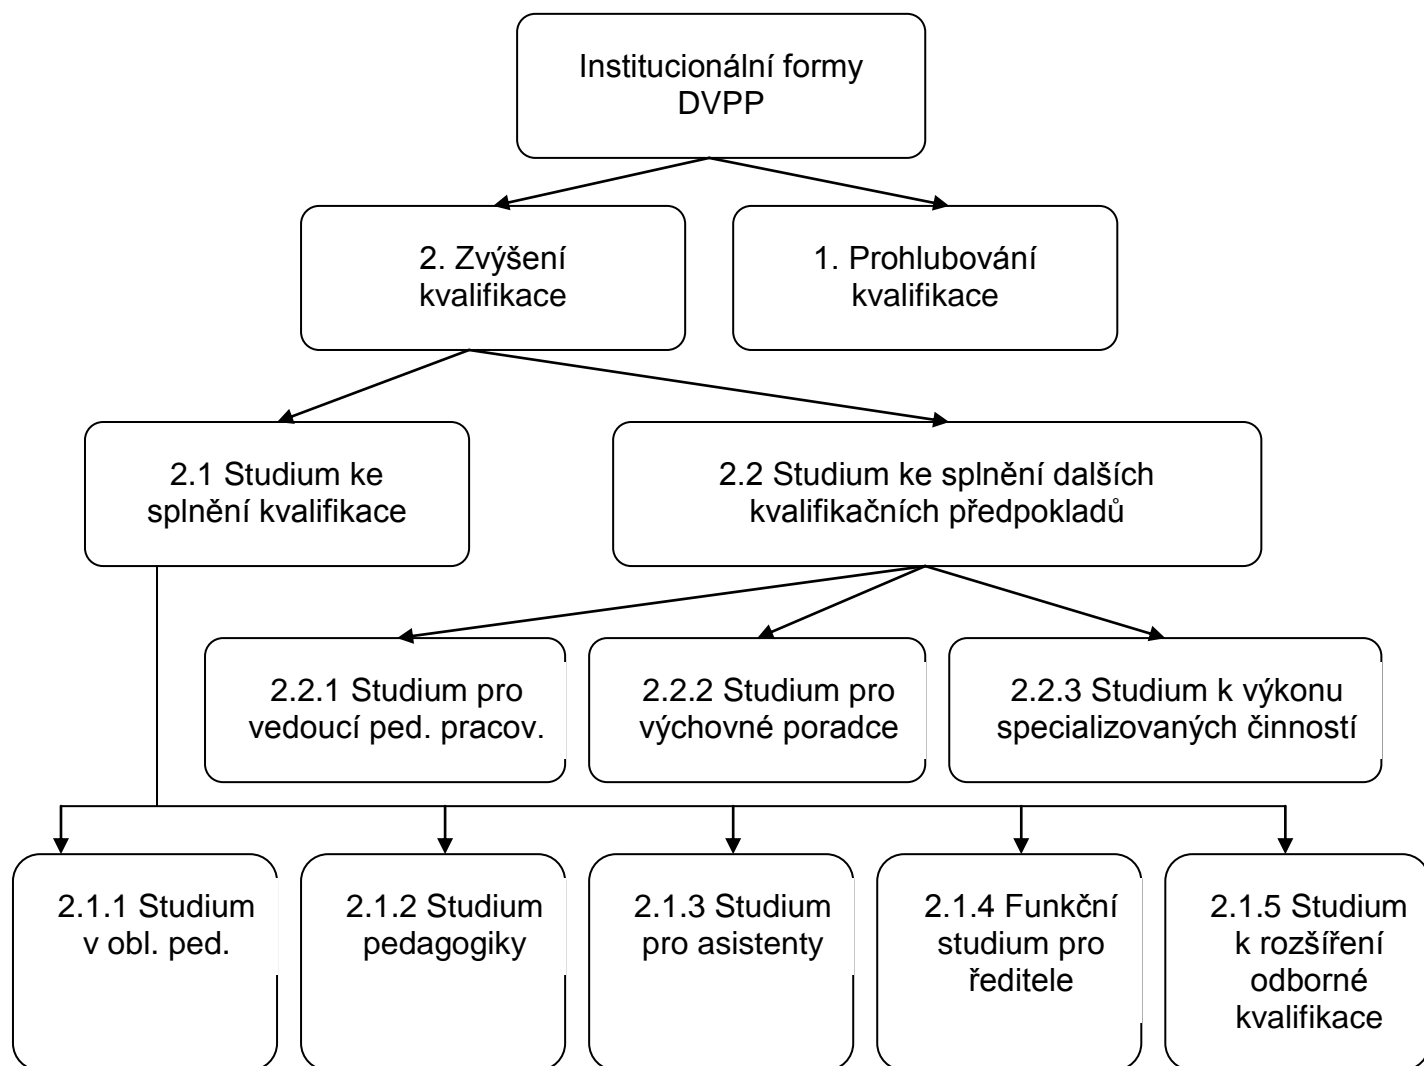 Institucionální formy
DVPP
2. Zvýšení
kvalifikace
1. Prohlubování
kvalifikace
2.1 Studium ke
splnění kvalifikace
2.2 Studium ke splnění dalších
kvalifikačních předpokladů
2.2.1 Studium pro
vedoucí ped. pracov.
2.2.2 Studium pro
výchovné poradce
2.2.3 Studium k výkonu
specializovaných činností
2.1.1 Studium
v obl. ped.
2.1.2 Studium
pedagogiky
2.1.3 Studium
pro asistenty
2.1.4 Funkční
studium pro
ředitele
2.1.5 Studium
k rozšíření
odborné
kvalifikace